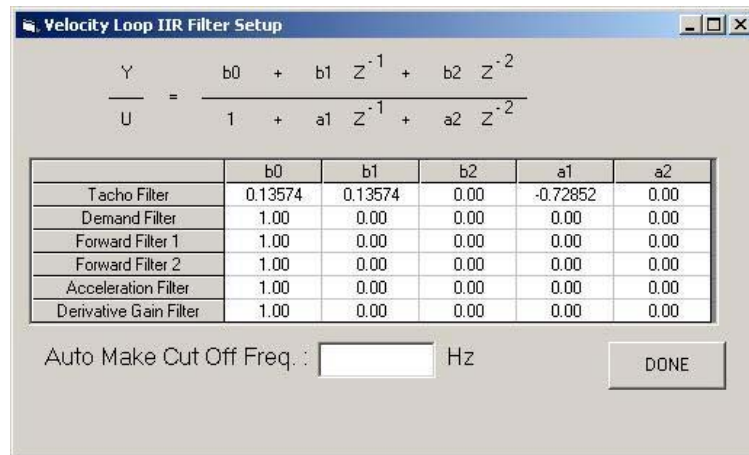 Velocity Loop IIR Filter Setup
Y b0 + b1 Z-1 + b2 Z-2
=
U 1 + a1 Z-1 + a2 Z-2
b0 b1 b2 a1 a2
Tacho Filter 0.13574 0.13574 0.00 -0.72852 0.00
Demand Filter 1.00 0.00 0.00 0.00 0.00
Forward Filter 1 1.00 0.00 0.00 0.00 0.00
Forward Filter 2 1.00 0.00 0.00 0.00 0.00
Acceleration Filter 1.00 0.00 0.00 0.00 0.00
Derivative Gain Filter 1.00 0.00 0.00 0.00 0.00
Auto Make Cut Off Freq. : Hz DONE